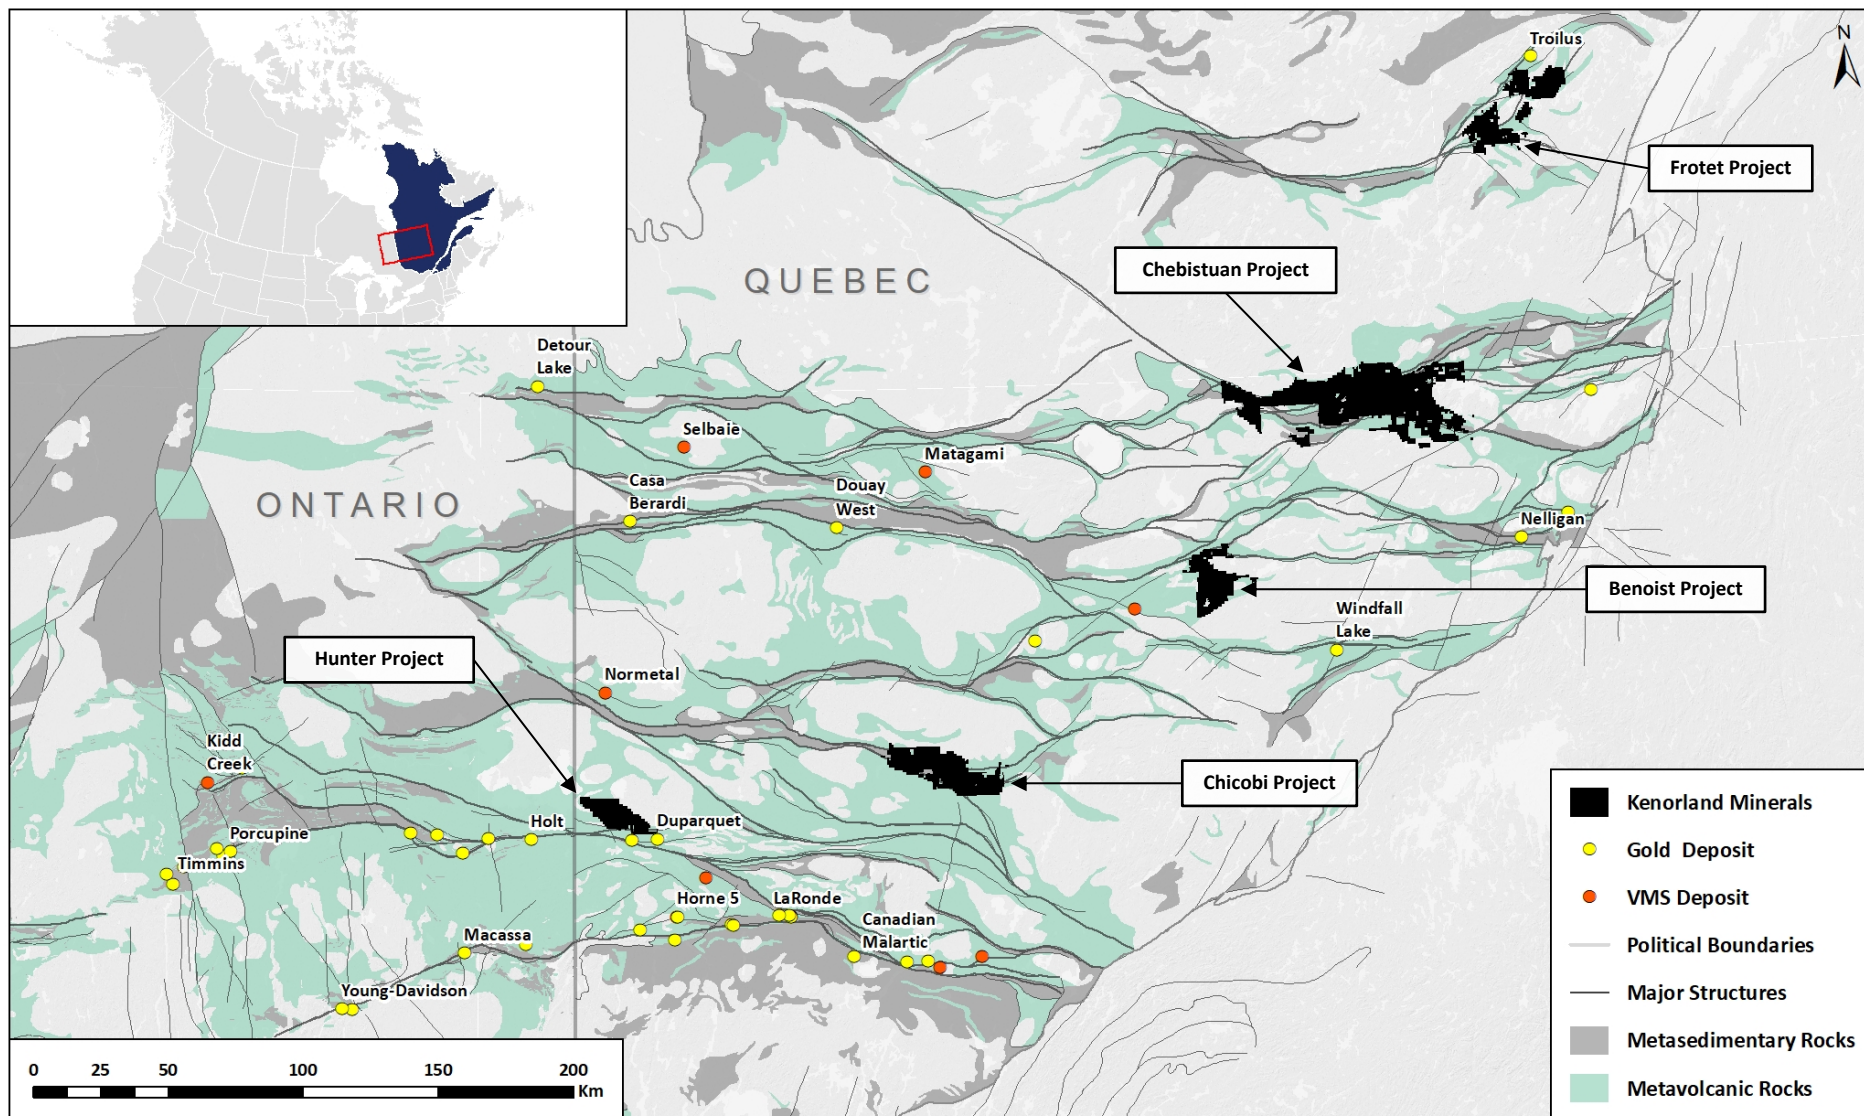 Troilus
N
Frotet Project
Chebistuan Project
QUEBEC
Detour
Lake
Selbaie
Matagami
Casa
Berardi
Douay
West
ONTARIO
Nelligan
Benoist Project
Windfall
Lake
Hunter Project
Normetal
Kidd
Creek
Chicobi Project
Porcupine
Holt
Duparquet
Timmins
Horne 5
LaRonde
Canadian
Malartic
Macassa
Young-Davidson
Kenorland Minerals
Gold Deposit
VMS Deposit
Political Boundaries
Major Structures
Metasedimentary Rocks
Metavolcanic Rocks
0 25 50 100 150 200
Km